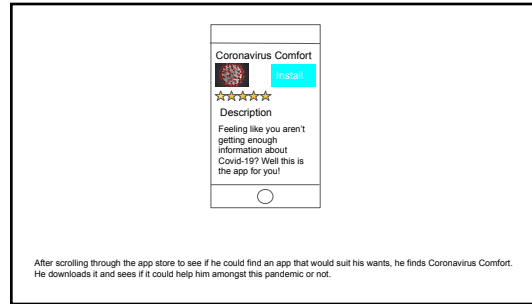 Coronavirus Comfort
Install
Description
Feeling like you aren't
getting enough
information about
Covid-19? Well this is
the app for you!
After scrolling through the app store to see if he could find an app that would suit his wants, he finds Coronavirus Comfort.
He downloads it and sees if it could help him amongst this pandemic or not.